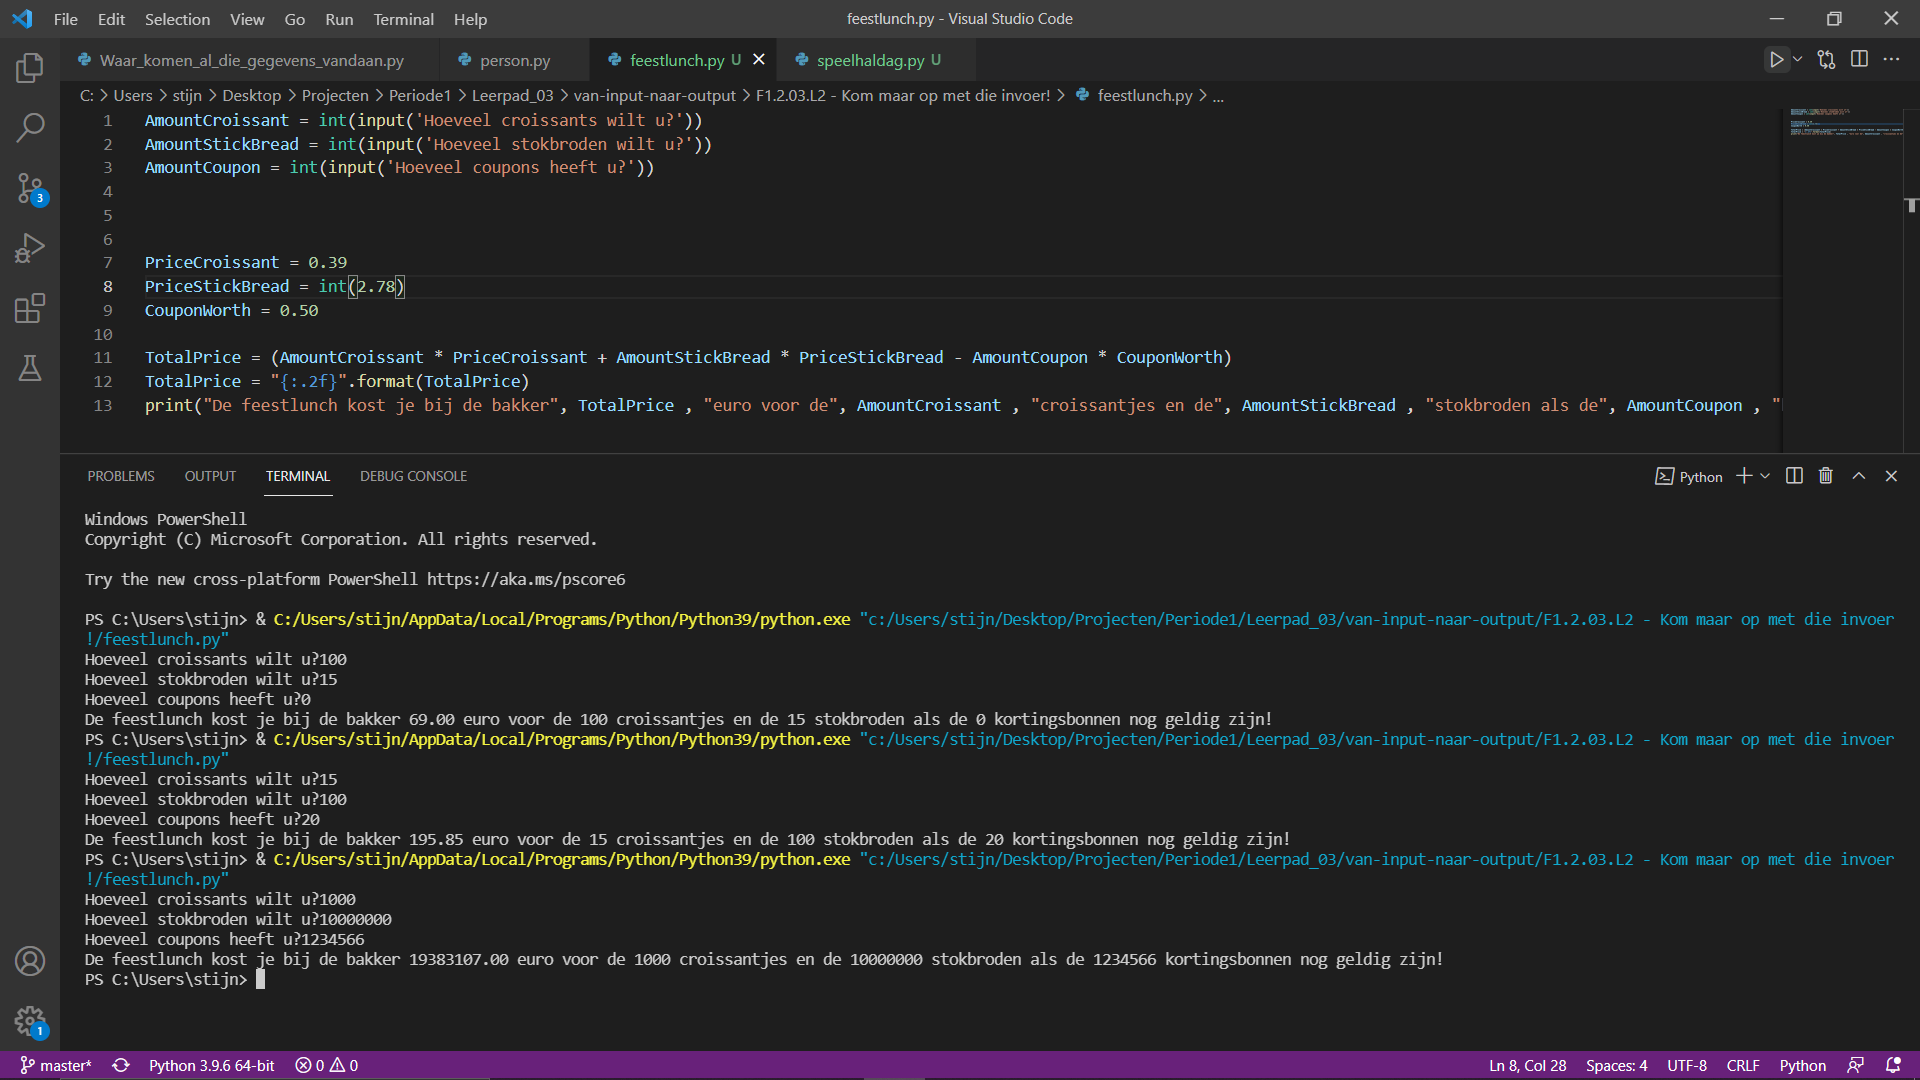 File Edit Selection View Go Run Terminal Help feestlunch.py - Visual Studio Code
Waar_komen_al_die_gegevens_vandaan.py person.py feestlunch.py U speelhaldag.py U
C: > Users > stijn > Desktop > Projecten > Periode1 > Leerpad_03 > van-input-naar-output > F1.2.03.L2 - Kom maar op met die invoer! > feestlunch.py > ...
1 AmountCroissant = int(input('Hoeveel croissants wilt u?'))
2 AmountStickBread = int(input('Hoeveel stokbroden wilt u?'))
3 AmountCoupon = int(input('Hoeveel coupons heeft u?'))
4
5
6
7 PriceCroissant = 0.39
8 PriceStickBread = int(2.78)
9 CouponWorth = 0.50
10
11 TotalPrice = (AmountCroissant * PriceCroissant + AmountStickBread * PriceStickBread - AmountCoupon * CouponWorth)
12 TotalPrice = "{:.2f}".format(TotalPrice)
13 print("De feestlunch kost je bij de bakker", TotalPrice , "euro voor de", AmountCroissant , "croissantjes en de", AmountStickBread , "stokbroden als de", AmountCoupon , "
3
PROBLEMS OUTPUT TERMINAL DEBUG CONSOLE Python
Windows PowerShell
Copyright (C) Microsoft Corporation. All rights reserved.
Try the new cross-platform PowerShell https://aka.ms/pscore6
PS C:\Users\stijn> & C:/Users/stijn/AppData/Local/Programs/Python/Python39/python.exe "c:/Users/stijn/Desktop/Projecten/Periode1/Leerpad_03/van-input-naar-output/F1.2.03.L2 - Kom maar op met die invoer
!/feestlunch.py"
Hoeveel croissants wilt u?100
Hoeveel stokbroden wilt u?15
Hoeveel coupons heeft u?0
De feestlunch kost je bij de bakker 69.00 euro voor de 100 croissantjes en de 15 stokbroden als de 0 kortingsbonnen nog geldig zijn!
PS C:\Users\stijn> & C:/Users/stijn/AppData/Local/Programs/Python/Python39/python.exe "c:/Users/stijn/Desktop/Projecten/Periode1/Leerpad_03/van-input-naar-output/F1.2.03.L2 - Kom maar op met die invoer
!/feestlunch.py"
Hoeveel croissants wilt u?15
Hoeveel stokbroden wilt u?100
Hoeveel coupons heeft u?20
De feestlunch kost je bij de bakker 195.85 euro voor de 15 croissantjes en de 100 stokbroden als de 20 kortingsbonnen nog geldig zijn!
PS C:\Users\stijn> & C:/Users/stijn/AppData/Local/Programs/Python/Python39/python.exe "c:/Users/stijn/Desktop/Projecten/Periode1/Leerpad_03/van-input-naar-output/F1.2.03.L2 - Kom maar op met die invoer
!/feestlunch.py"
Hoeveel croissants wilt u?1000
Hoeveel stokbroden wilt u?10000000
Hoeveel coupons heeft u?1234566
De feestlunch kost je bij de bakker 19383107.00 euro voor de 1000 croissantjes en de 10000000 stokbroden als de 1234566 kortingsbonnen nog geldig zijn!
PS C:\Users\stijn>
1
master* Python 3.9.6 64-bit 0 0 Ln 8, Col 28 Spaces: 4 UTF-8 CRLF Python